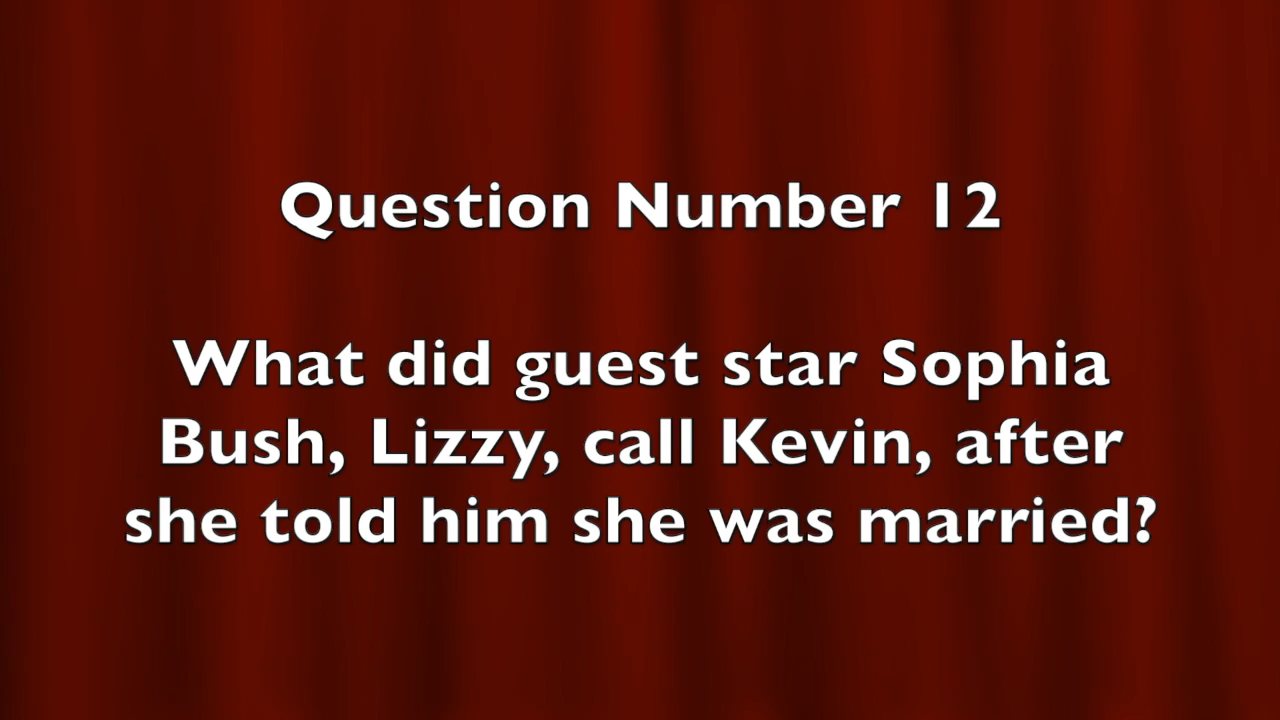 Question Number 12
What did guest star Sophia
Bush, Lizzy, call Kevin, after
she told him she was married?